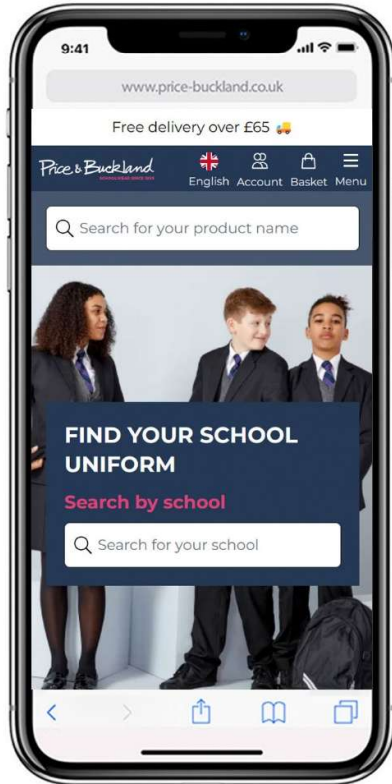 9:41
www.price-buckland.co.uk
Free delivery over £65
Price & Buckland
English Account Basket Menu
Search for your product name
FIND YOUR SCHOOL
UNIFORM
Search by school
Search for your school